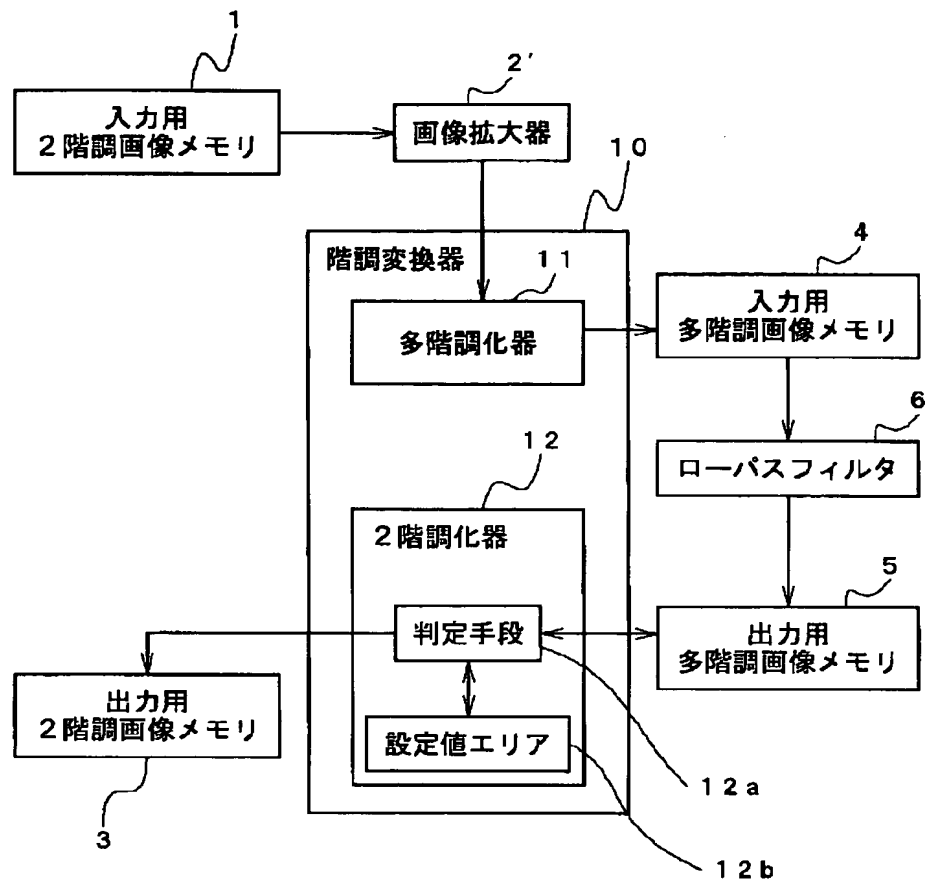 1
入力用
2階調画像メモリ
2′
画像拡大器
10
階調変換器
11
多階調化器
4
入力用
多階調画像メモリ
6
ローパスフィルタ
12
2階調化器
判定手段
設定値エリア
5
出力用
多階調画像メモリ
出力用
2階調画像メモリ
3
12a
12b